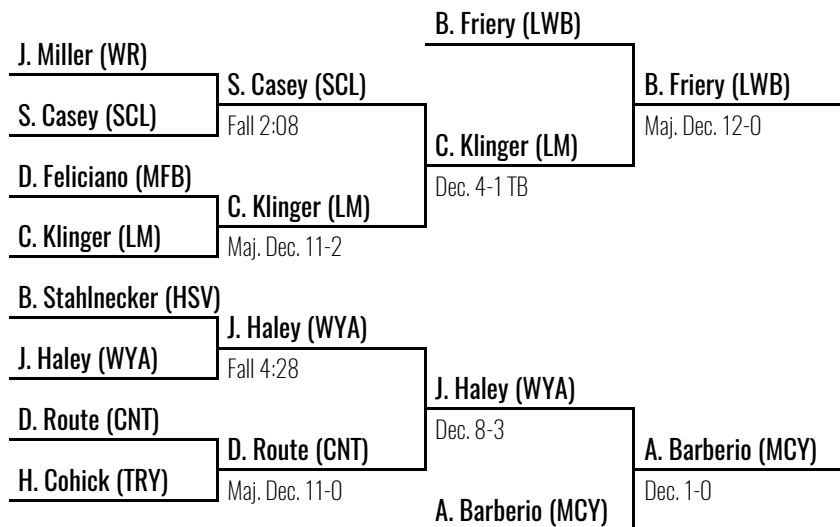 B. Friery (LWB)
J. Miller (WR)
S. Casey (SCL)
B. Friery (LWB)
S. Casey (SCL)
Fall 2:08
Maj. Dec. 12-0
C. Klinger (LM)
D. Feliciano (MFB)
Dec. 4-1 TB
C. Klinger (LM)
C. Klinger (LM)
Maj. Dec. 11-2
B. Stahlnecker (HSV)
J. Haley (WYA)
J. Haley (WYA)
Fall 4:28
J. Haley (WYA)
D. Route (CNT)
Dec. 8-3
D. Route (CNT)
A. Barberio (MCY)
H. Cohick (TRY)
Maj. Dec. 11-0
Dec. 1-0
A. Barberio (MCY)